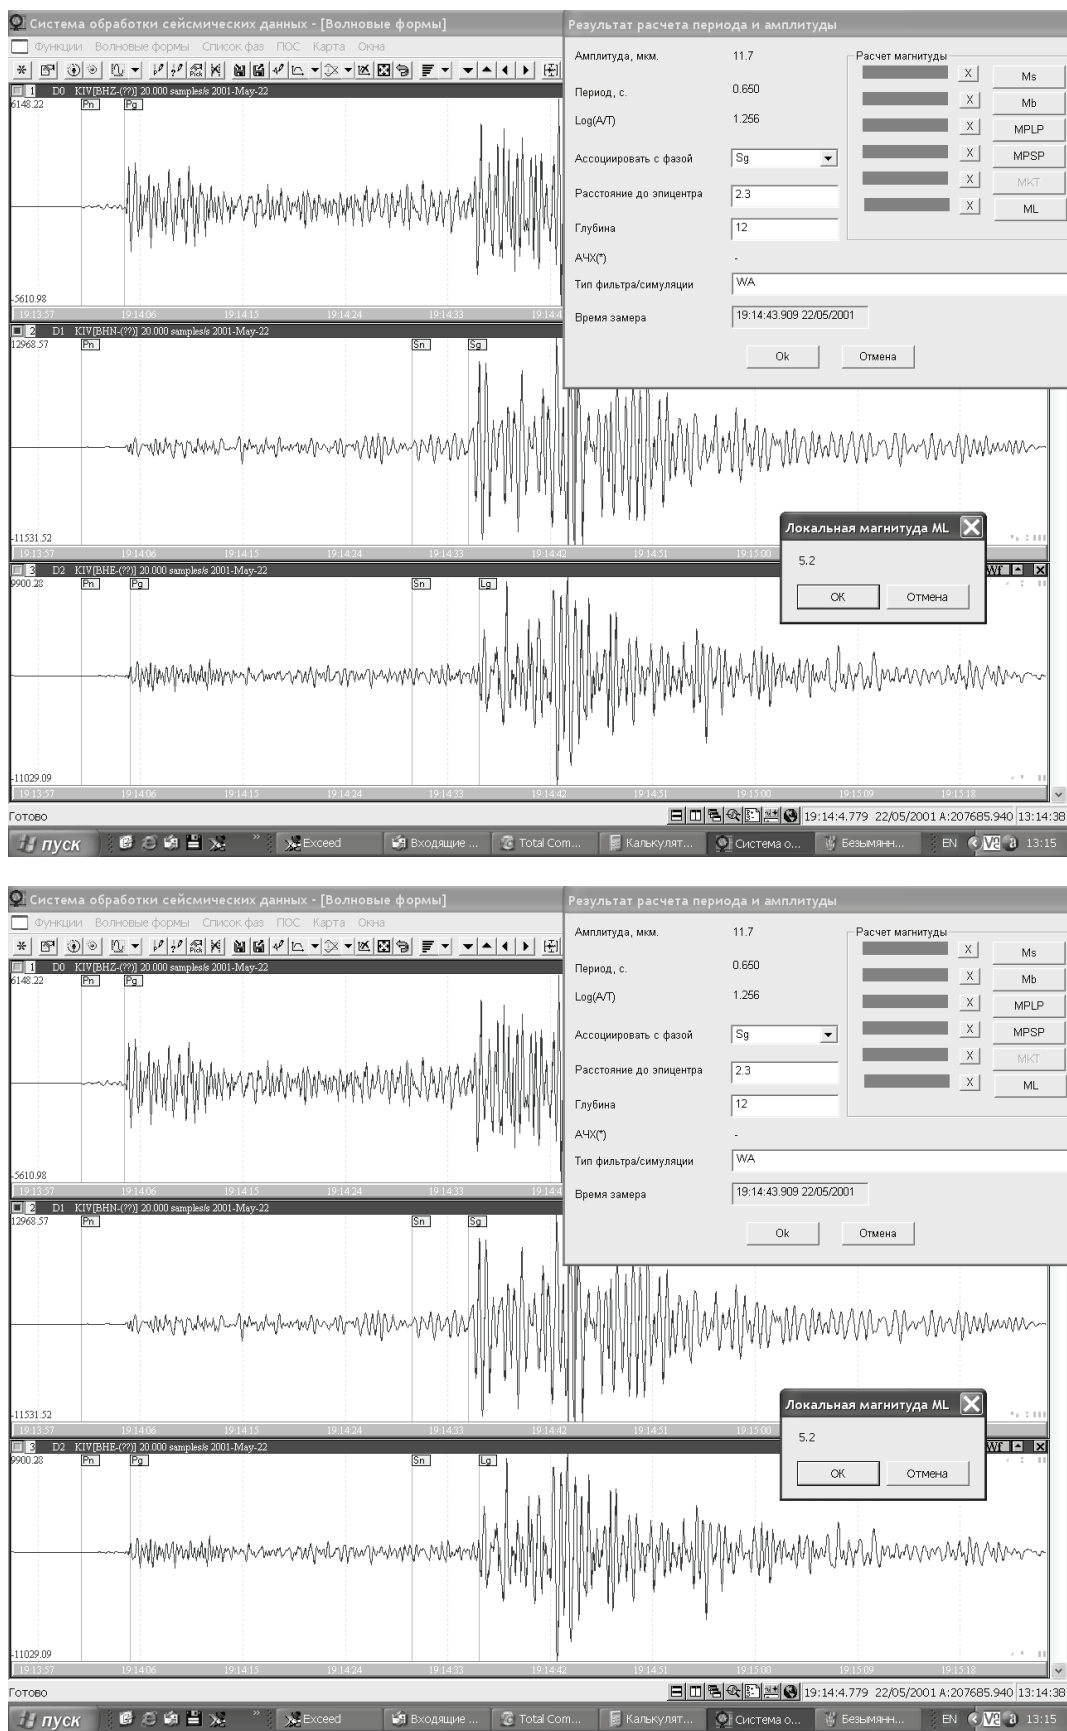 Система обработки сейсмических данных - [Волновые формы]
Функции Волновые формы Список фаз ПОС Карта Окна
1 D0 KIV[BHZ-(??)] 20.000 samples/s 2001-May-22
6148.22 Pn Pg
-5610.98
19:13:57 19:14:06 19:14:15 19:14:24 19:14:33 19:14:4
2 D1 KIV[BHN-(??)] 20.000 samples/s 2001-May-22
12968.57 Pn Sn Sg
-11531.52
19:13:57 19:14:06 19:14:15 19:14:24 19:14:33 19:14:42 19:14:51 19:15:00
3 D2 KIV[BHE-(??)] 20.000 samples/s 2001-May-22 Wf
9900.28 Pn Pg Sn Lg
-11029.09
19:13:57 19:14:06 19:14:15 19:14:24 19:14:33 19:14:42 19:14:51 19:15:00 19:15:09 19:15:18
Результат расчета периода и амплитуды
Амплитуда, мкм. 11.7
Период, с. 0.650
Log(A/T) 1.256
Ассоциировать с фазой Sg
Расстояние до эпицентра 2.3
Глубина 12
АЧХ(*) -
Тип фильтра/симуляции WA
Время замера 19:14:43.909 22/05/2001
Ok Отмена
Расчет магнитуды
X Ms
X Mb
X MPLP
X MPSP
X МКТ
X ML
Локальная магнитуда ML
5.2
OK Отмена
Готово 19:14:4.779 22/05/2001 A:207685.940 13:14:38
пуск Exceed Входящие ... Total Com... Калькулят... Система о... Безымянн... EN 13:15
Система обработки сейсмических данных - [Волновые формы]
Функции Волновые формы Список фаз ПОС Карта Окна
1 D0 KIV[BHZ-(??)] 20.000 samples/s 2001-May-22
6148.22 Pn Pg
-5610.98
19:13:57 19:14:06 19:14:15 19:14:24 19:14:33 19:14:4
2 D1 KIV[BHN-(??)] 20.000 samples/s 2001-May-22
12968.57 Pn Sn Sg
-11531.52
19:13:57 19:14:06 19:14:15 19:14:24 19:14:33 19:14:42 19:14:51 19:15:00
3 D2 KIV[BHE-(??)] 20.000 samples/s 2001-May-22 Wf
9900.28 Pn Pg Sn Lg
-11029.09
19:13:57 19:14:06 19:14:15 19:14:24 19:14:33 19:14:42 19:14:51 19:15:00 19:15:09 19:15:18
Результат расчета периода и амплитуды
Амплитуда, мкм. 11.7
Период, с. 0.650
Log(A/T) 1.256
Ассоциировать с фазой Sg
Расстояние до эпицентра 2.3
Глубина 12
АЧХ(*) -
Тип фильтра/симуляции WA
Время замера 19:14:43.909 22/05/2001
Ok Отмена
Расчет магнитуды
X Ms
X Mb
X MPLP
X MPSP
X МКТ
X ML
Локальная магнитуда ML
5.2
OK Отмена
Готово 19:14:4.779 22/05/2001 A:207685.940 13:14:38
пуск Exceed Входящие ... Total Com... Калькулят... Система о... Безымянн... EN 13:15